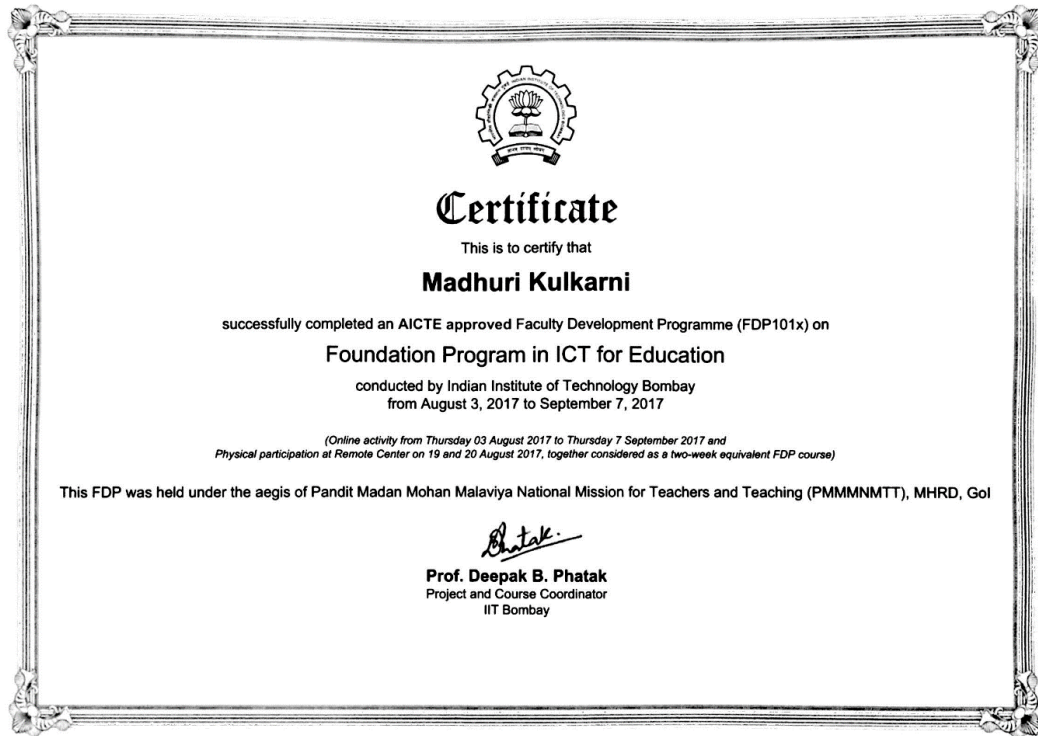 INDIAN INSTITUTE OF TECHNOLOGY BOMBAY
Certificate
This is to certify that
Madhuri Kulkarni
successfully completed an AICTE approved Faculty Development Programme (FDP101x) on
Foundation Program in ICT for Education
conducted by Indian Institute of Technology Bombay
from August 3, 2017 to September 7, 2017
(Online activity from Thursday 03 August 2017 to Thursday 7 September 2017 and
Physical participation at Remote Center on 19 and 20 August 2017, together considered as a two-week equivalent FDP course)
This FDP was held under the aegis of Pandit Madan Mohan Malaviya National Mission for Teachers and Teaching (PMMMNMTT), MHRD, GoI
Phatak.
Prof. Deepak B. Phatak
Project and Course Coordinator
IIT Bombay